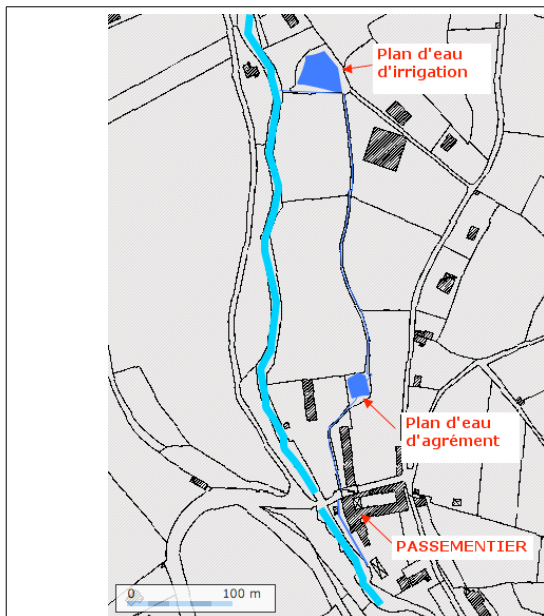 Plan d'eau
d'irrigation
Plan d'eau
d'agrément
PASSEMENTIER
0 100 m